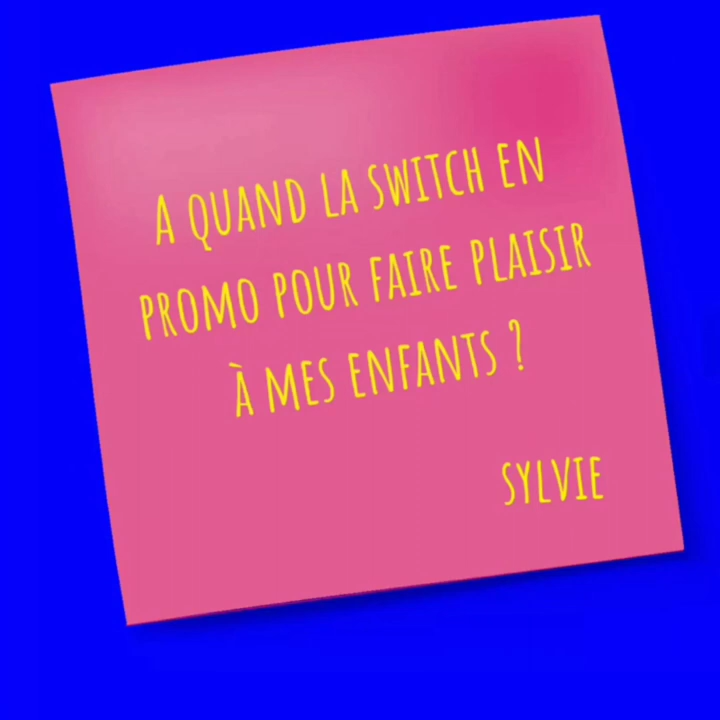 A QUAND LA SWITCH EN
PROMO POUR FAIRE PLAISIR
À MES ENFANTS ?
SYLVIE